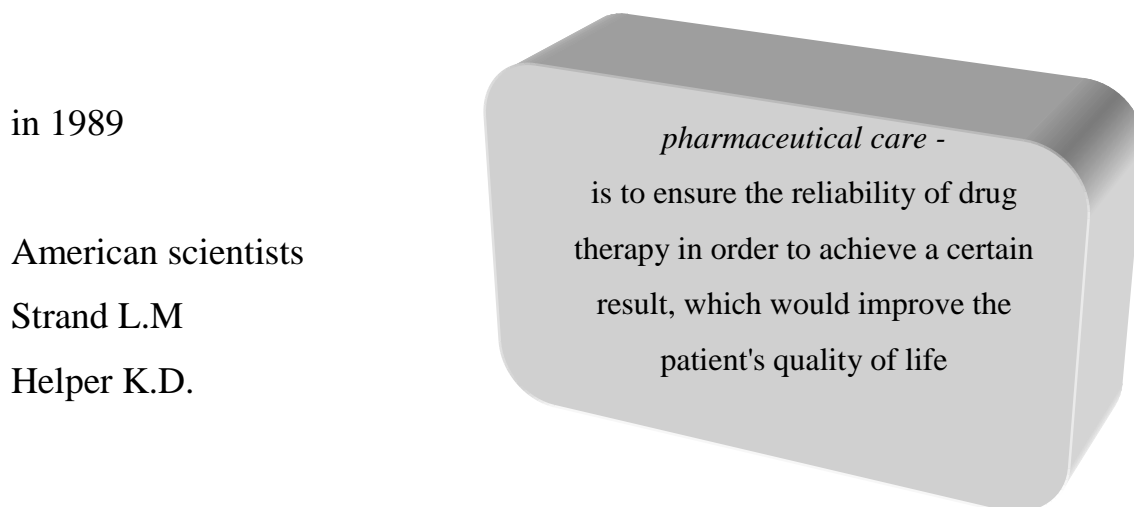 in 1989
American scientists
Strand L.M
Helper K.D.
pharmaceutical care -
is to ensure the reliability of drug
therapy in order to achieve a certain
result, which would improve the
patient's quality of life